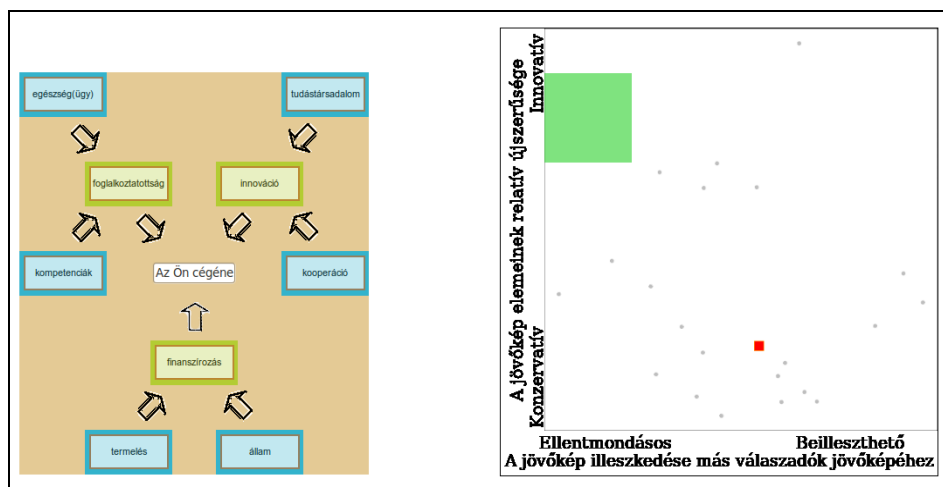 egészség(ügy)
tudástársadalom
foglalkoztatottság
innováció
kompetenciák
Az Ön cégéne
kooperáció
finanszírozás
termelés
állam
A jövőkép elemeinek relatív újszerűsége
Konzervatív
Innovatív
Ellentmondásos
Beilleszthető
A jövőkép illeszkedése más válaszadók jövőképéhez